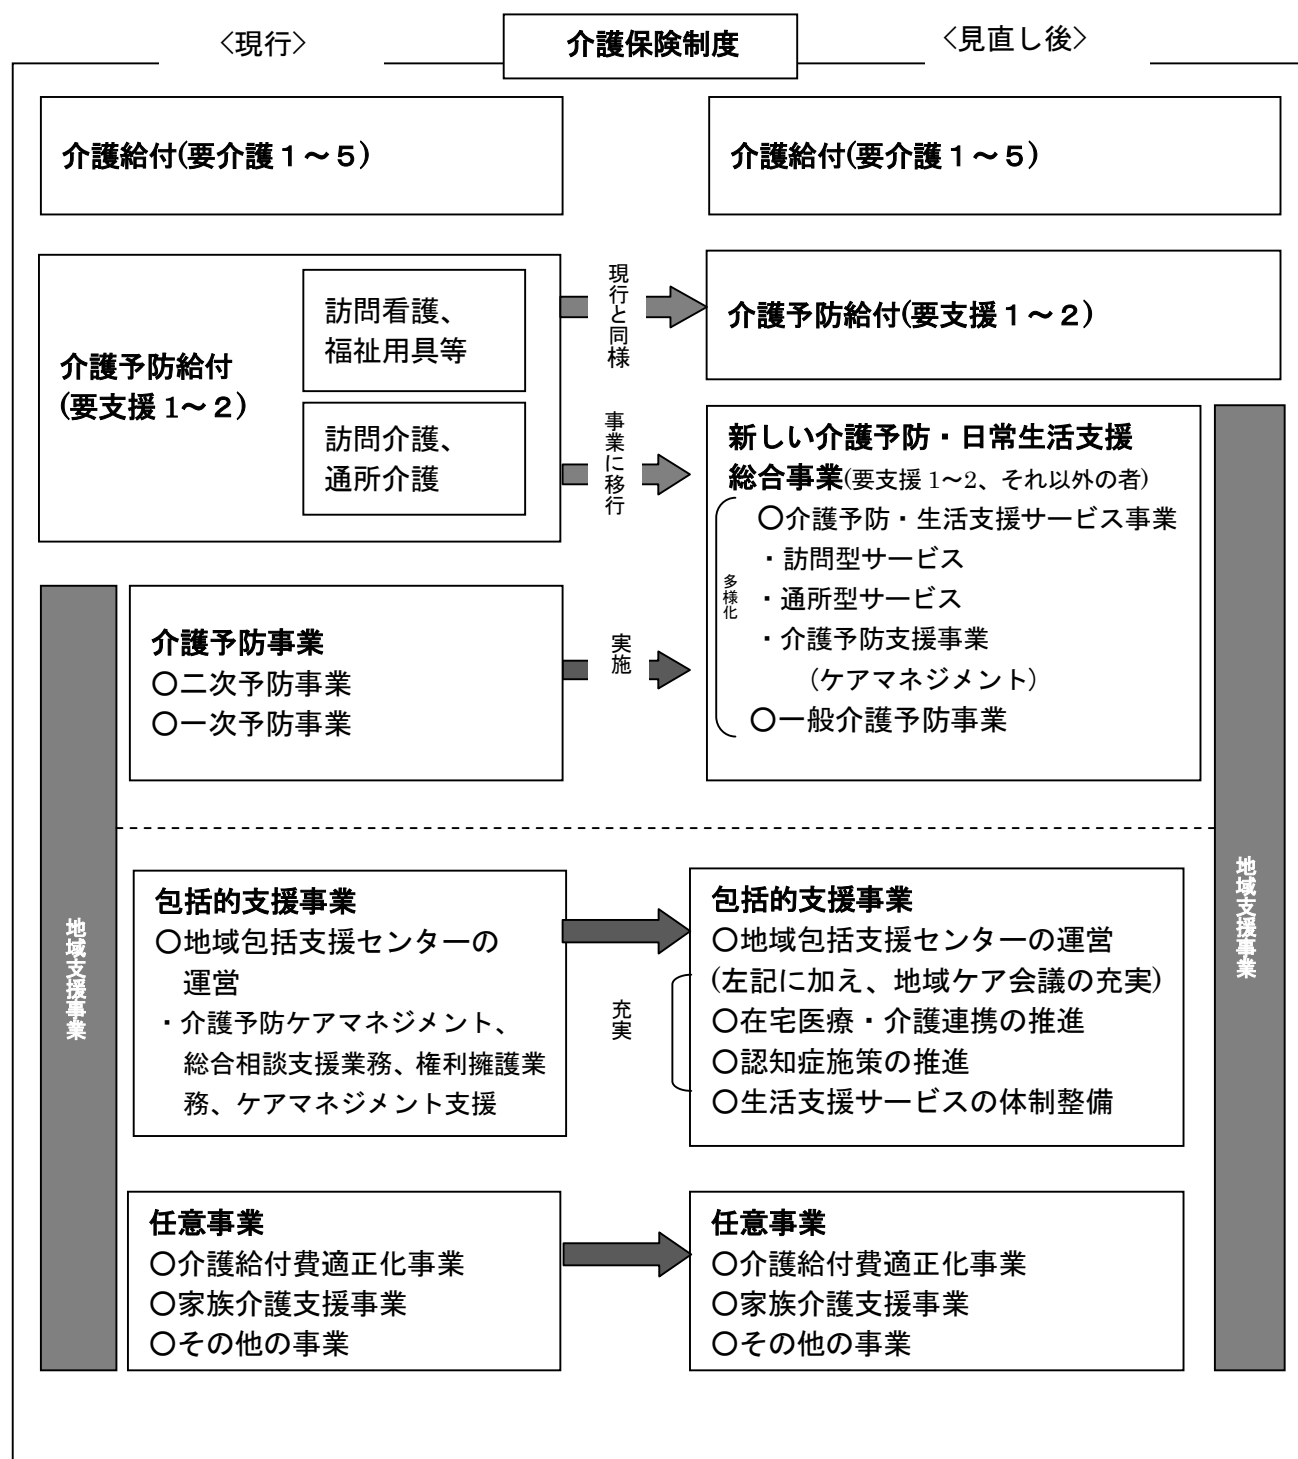 <現行>
介護保険制度
<見直し後>
介護給付(要介護１～５)
介護給付(要介護１～５)
介護予防給付
(要支援 1～２)
訪問看護、
福祉用具等
訪問介護、
通所介護
現行と同様
介護予防給付(要支援１～２)
事業に移行
新しい介護予防・日常生活支援
総合事業(要支援 1～2、それ以外の者)
○介護予防・生活支援サービス事業
・訪問型サービス
・通所型サービス
・介護予防支援事業
（ケアマネジメント）
○一般介護予防事業
多様化
介護予防事業
○二次予防事業
○一次予防事業
実施
地域支援事業
包括的支援事業
○地域包括支援センターの
運営
・介護予防ケアマネジメント、
総合相談支援業務、権利擁護業
務、ケアマネジメント支援
充実
包括的支援事業
○地域包括支援センターの運営
(左記に加え、地域ケア会議の充実)
○在宅医療・介護連携の推進
○認知症施策の推進
○生活支援サービスの体制整備
地域支援事業
任意事業
○介護給付費適正化事業
○家族介護支援事業
○その他の事業
任意事業
○介護給付費適正化事業
○家族介護支援事業
○その他の事業